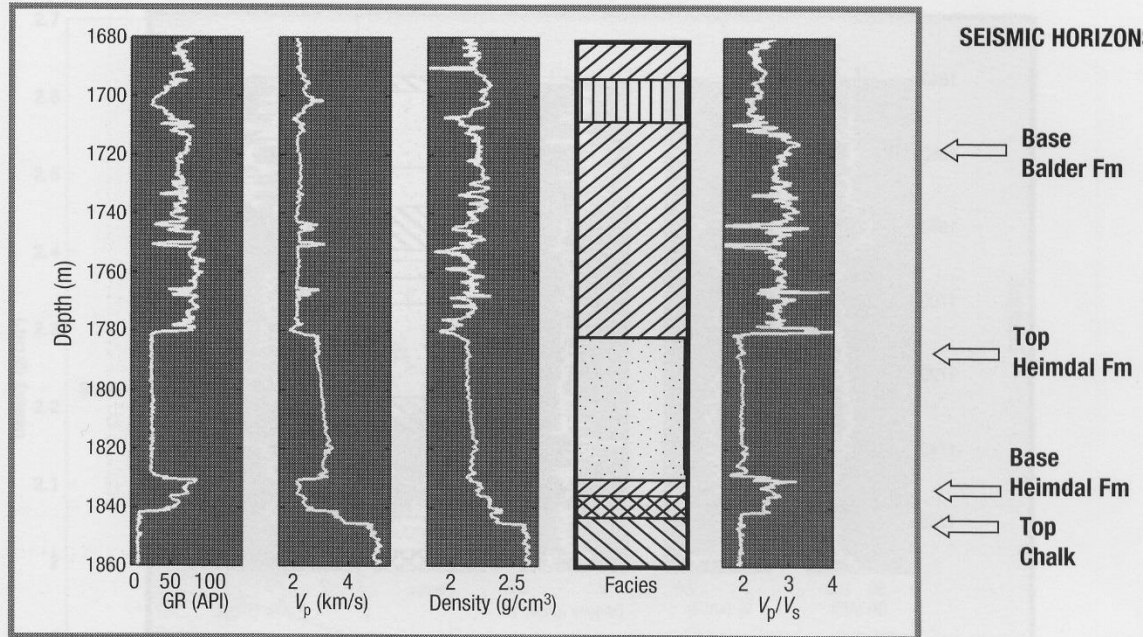 SEISMIC HORIZON
1680
1700
1720
1740
1760
1780
1800
1820
1840
1860
Depth (m)
0 50 100
GR (API)
2 4
Vp (km/s)
2 2.5
Density (g/cm³)
Facies
2 3 4
Vp/Vs
Base
Balder Fm
Top
Heimdal Fm
Base
Heimdal Fm
Top
Chalk